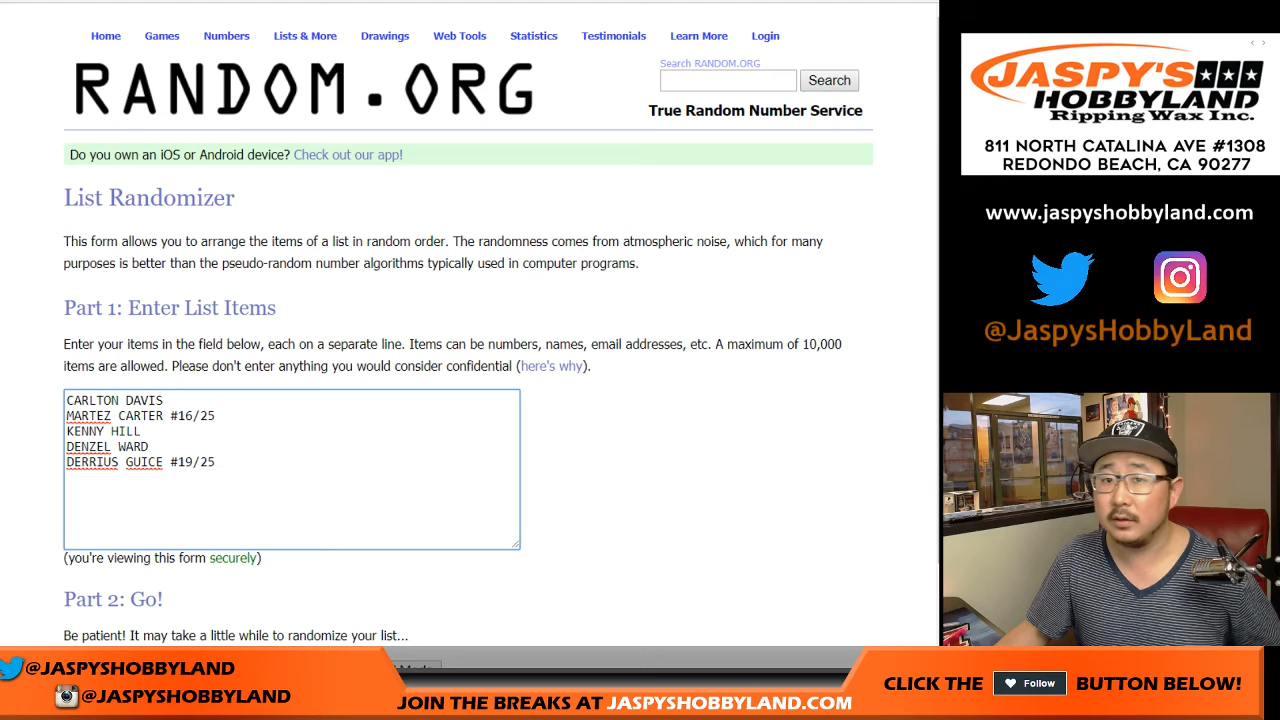 Home Games Numbers Lists & More Drawings Web Tools Statistics Testimonials Learn More Login
RANDOM.ORG
Search RANDOM.ORG
Search
True Random Number Service
Do you own an iOS or Android device? Check out our app!
List Randomizer
This form allows you to arrange the items of a list in random order. The randomness comes from atmospheric noise, which for many
purposes is better than the pseudo-random number algorithms typically used in computer programs.
Part 1: Enter List Items
Enter your items in the field below, each on a separate line. Items can be numbers, names, email addresses, etc. A maximum of 10,000
items are allowed. Please don't enter anything you would consider confidential (here's why).
CARLTON DAVIS
MARTEZ CARTER #16/25
KENNY HILL
DENZEL WARD
DERRIUS GUICE #19/25
(you're viewing this form securely)
Part 2: Go!
Be patient! It may take a little while to randomize your list...
JASPY'S
HOBBYLAND
Ripping Wax Inc.
811 NORTH CATALINA AVE #1308
REDONDO BEACH, CA 90277
www.jaspyshobbyland.com
@JaspysHobbyLand
@JASPYSHOBBYLAND
@JASPYSHOBBYLAND
JOIN THE BREAKS AT JASPYSHOBBYLAND.COM
CLICK THE Follow BUTTON BELOW!